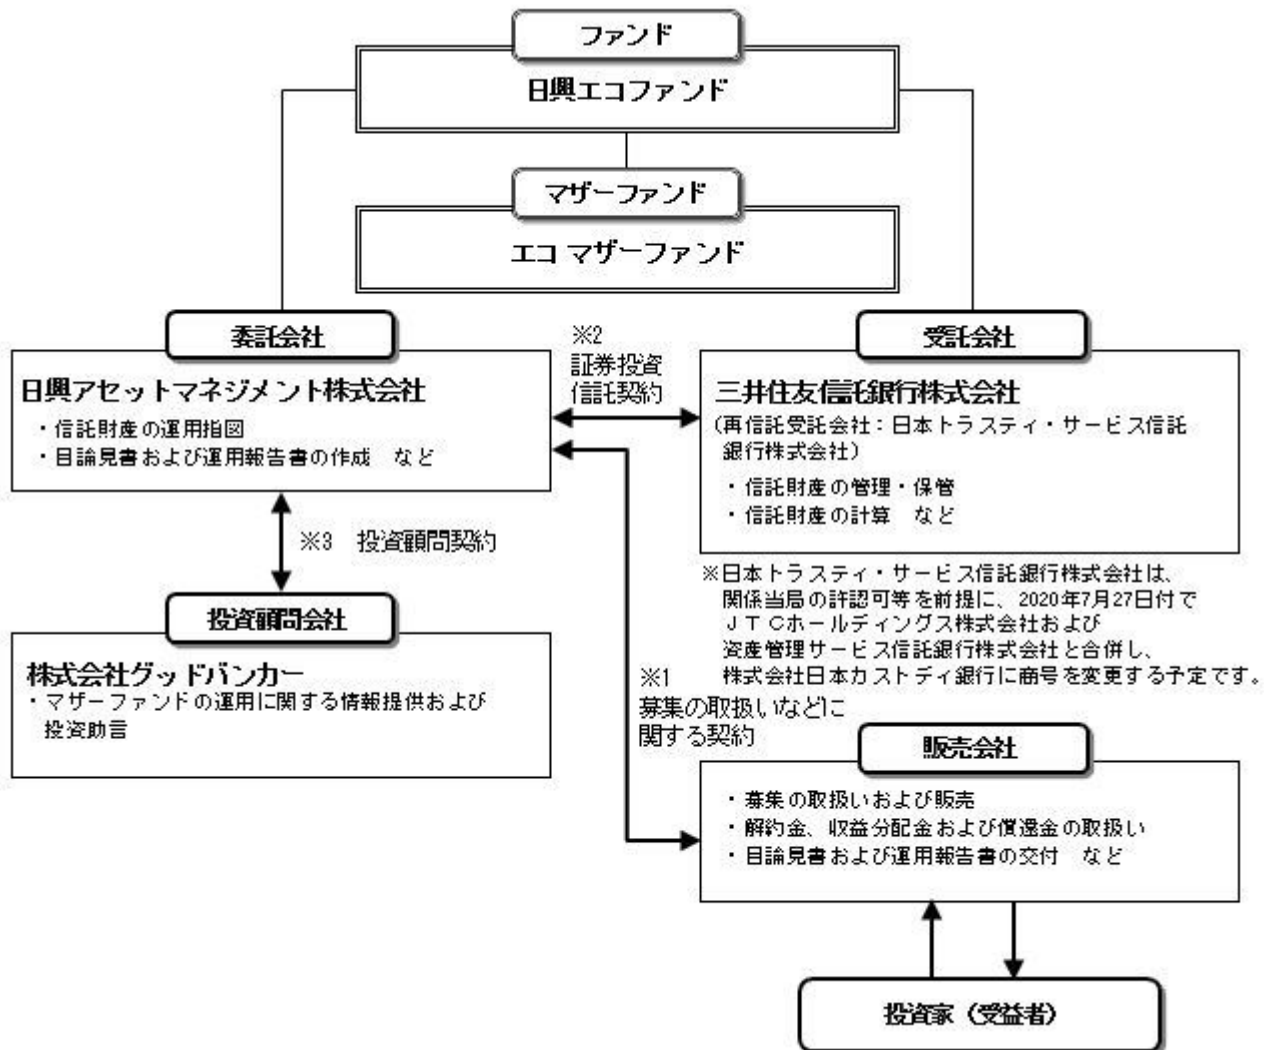 ファンド
日興エコファンド
マザーファンド
エコ マザーファンド
委託会社
日興アセットマネジメント株式会社
・信託財産の運用指図
・目論見書および運用報告書の作成　など
※2
証券投資
信託契約
受託会社
三井住友信託銀行株式会社
(再信託受託会社：日本トラスティ・サービス信託
銀行株式会社)
・信託財産の管理・保管
・信託財産の計算　など
※日本トラスティ・サービス信託銀行株式会社は、
関係当局の許認可等を前提に、2020年7月27日付で
ＪＴＣホールディングス株式会社および
資産管理サービス信託銀行株式会社と合併し、
株式会社日本カストディ銀行に商号を変更する予定です。
※3　投資顧問契約
投資顧問会社
株式会社グッドバンカー
・マザーファンドの運用に関する情報提供および
投資助言
※1
募集の取扱いなどに
関する契約
販売会社
・募集の取扱いおよび販売
・解約金、収益分配金および償還金の取扱い
・目論見書および運用報告書の交付　など
投資家（受益者）